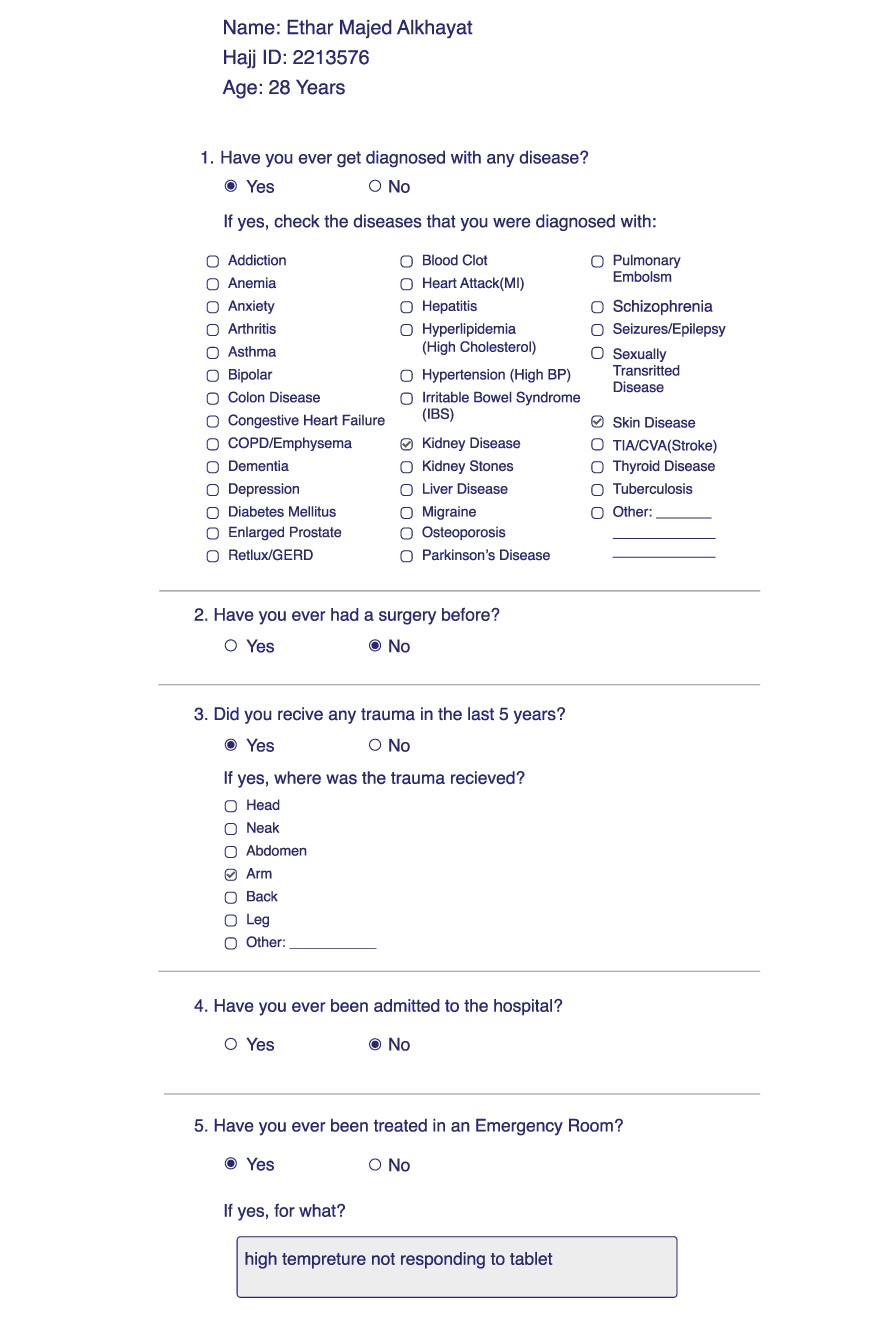 Name: Ethar Majed Alkhayat
Hajj ID: 2213576
Age: 28 Years
1. Have you ever get diagnosed with any disease?
Yes
No
If yes, check the diseases that you were diagnosed with:
Addiction
Anemia
Anxiety
Arthritis
Asthma
Bipolar
Colon Disease
Congestive Heart Failure
COPD/Emphysema
Dementia
Depression
Diabetes Mellitus
Enlarged Prostate
Retlux/GERD
Blood Clot
Heart Attack(MI)
Hepatitis
Hyperlipidemia
(High Cholesterol)
Hypertension (High BP)
Irritable Bowel Syndrome
(IBS)
Kidney Disease
Kidney Stones
Liver Disease
Migraine
Osteoporosis
Parkinson's Disease
Pulmonary
Embolsm
Schizophrenia
Seizures/Epilepsy
Sexually
Transritted
Disease
Skin Disease
TIA/CVA(Stroke)
Thyroid Disease
Tuberculosis
Other:
2. Have you ever had a surgery before?
Yes
No
3. Did you recive any trauma in the last 5 years?
Yes
No
If yes, where was the trauma recieved?
Head
Neak
Abdomen
Arm
Back
Leg
Other:
4. Have you ever been admitted to the hospital?
Yes
No
5. Have you ever been treated in an Emergency Room?
Yes
No
If yes, for what?
high tempreture not responding to tablet